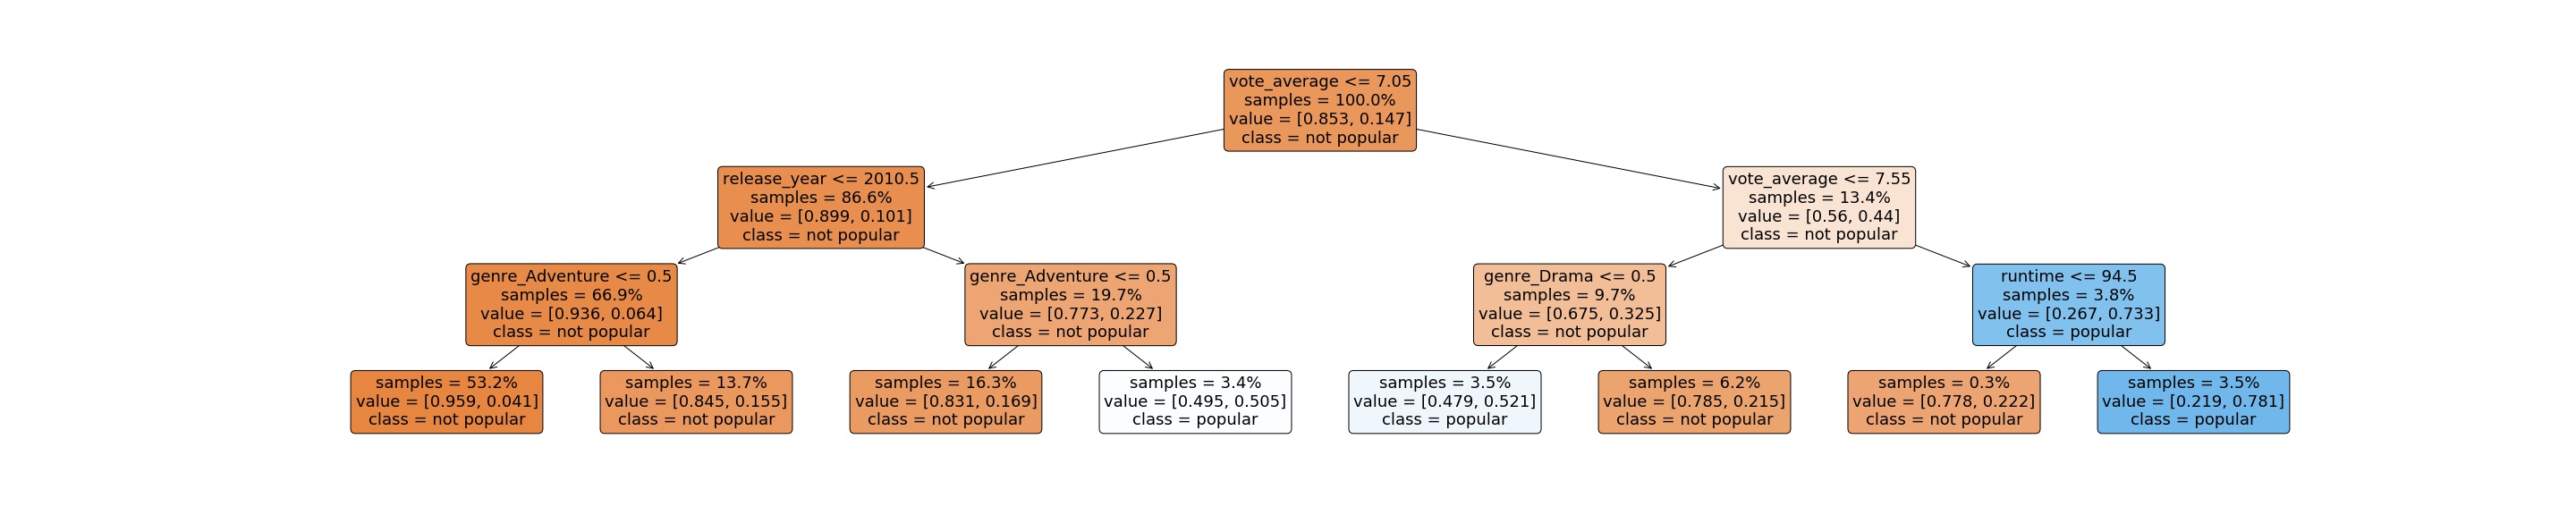 vote_average <= 7.05
samples = 100.0%
value = [0.853, 0.147]
class = not popular
release_year <= 2010.5
samples = 86.6%
value = [0.899, 0.101]
class = not popular
vote_average <= 7.55
samples = 13.4%
value = [0.56, 0.44]
class = not popular
genre_Adventure <= 0.5
samples = 66.9%
value = [0.936, 0.064]
class = not popular
genre_Adventure <= 0.5
samples = 19.7%
value = [0.773, 0.227]
class = not popular
genre_Drama <= 0.5
samples = 9.7%
value = [0.675, 0.325]
class = not popular
runtime <= 94.5
samples = 3.8%
value = [0.267, 0.733]
class = popular
samples = 53.2%
value = [0.959, 0.041]
class = not popular
samples = 13.7%
value = [0.845, 0.155]
class = not popular
samples = 16.3%
value = [0.831, 0.169]
class = not popular
samples = 3.4%
value = [0.495, 0.505]
class = popular
samples = 3.5%
value = [0.479, 0.521]
class = popular
samples = 6.2%
value = [0.785, 0.215]
class = not popular
samples = 0.3%
value = [0.778, 0.222]
class = not popular
samples = 3.5%
value = [0.219, 0.781]
class = popular